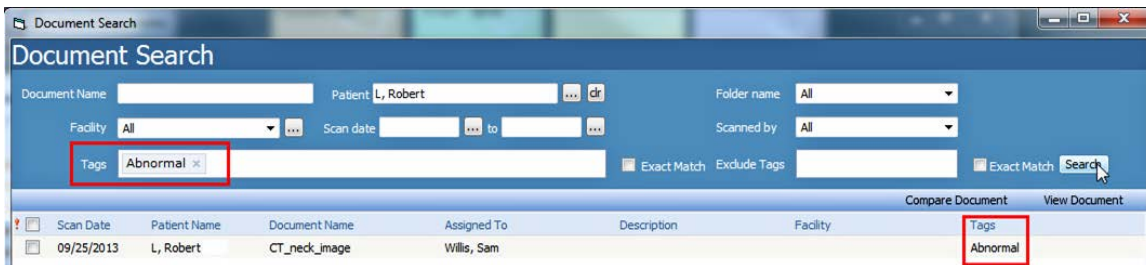 Document Search
Document Search
Document Name Patient L, Robert ... clr Folder name All
Facility All ... Scan date ... to ... Scanned by All
Tags Abnormal × Exact Match Exclude Tags Exact Match Search
Compare Document View Document
! Scan Date Patient Name Document Name Assigned To Description Facility Tags
09/25/2013 L, Robert CT_neck_image Willis, Sam Abnormal